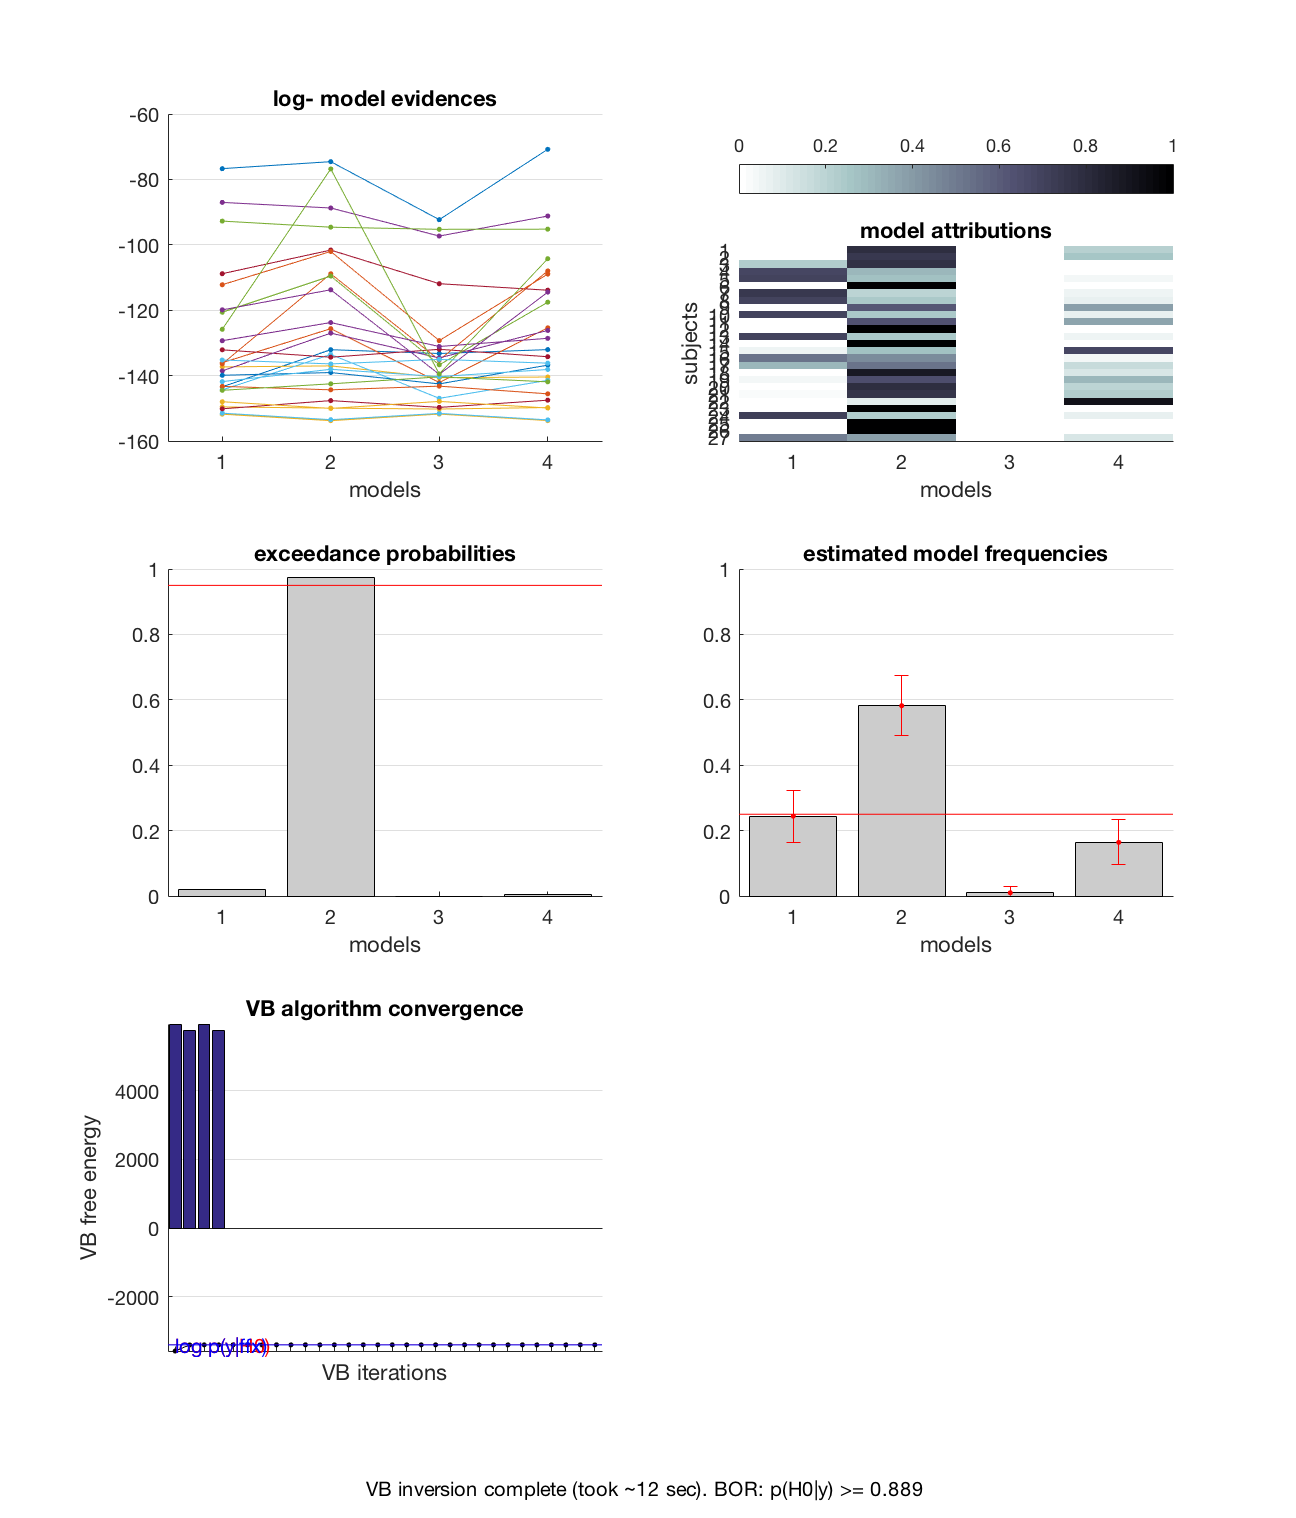 log- model evidences
-60
-80
-100
-120
-140
-160
1 2 3 4
models
0 0.2 0.4 0.6 0.8 1
model attributions
subjects
1
27
1 2 3 4
models
exceedance probabilities
1
0.8
0.6
0.4
0.2
0
1 2 3 4
models
estimated model frequencies
1
0.8
0.6
0.4
0.2
0
1 2 3 4
models
VB algorithm convergence
VB free energy
4000
2000
0
-2000
VB iterations
VB inversion complete (took ~12 sec). BOR: p(H0|y) >= 0.889